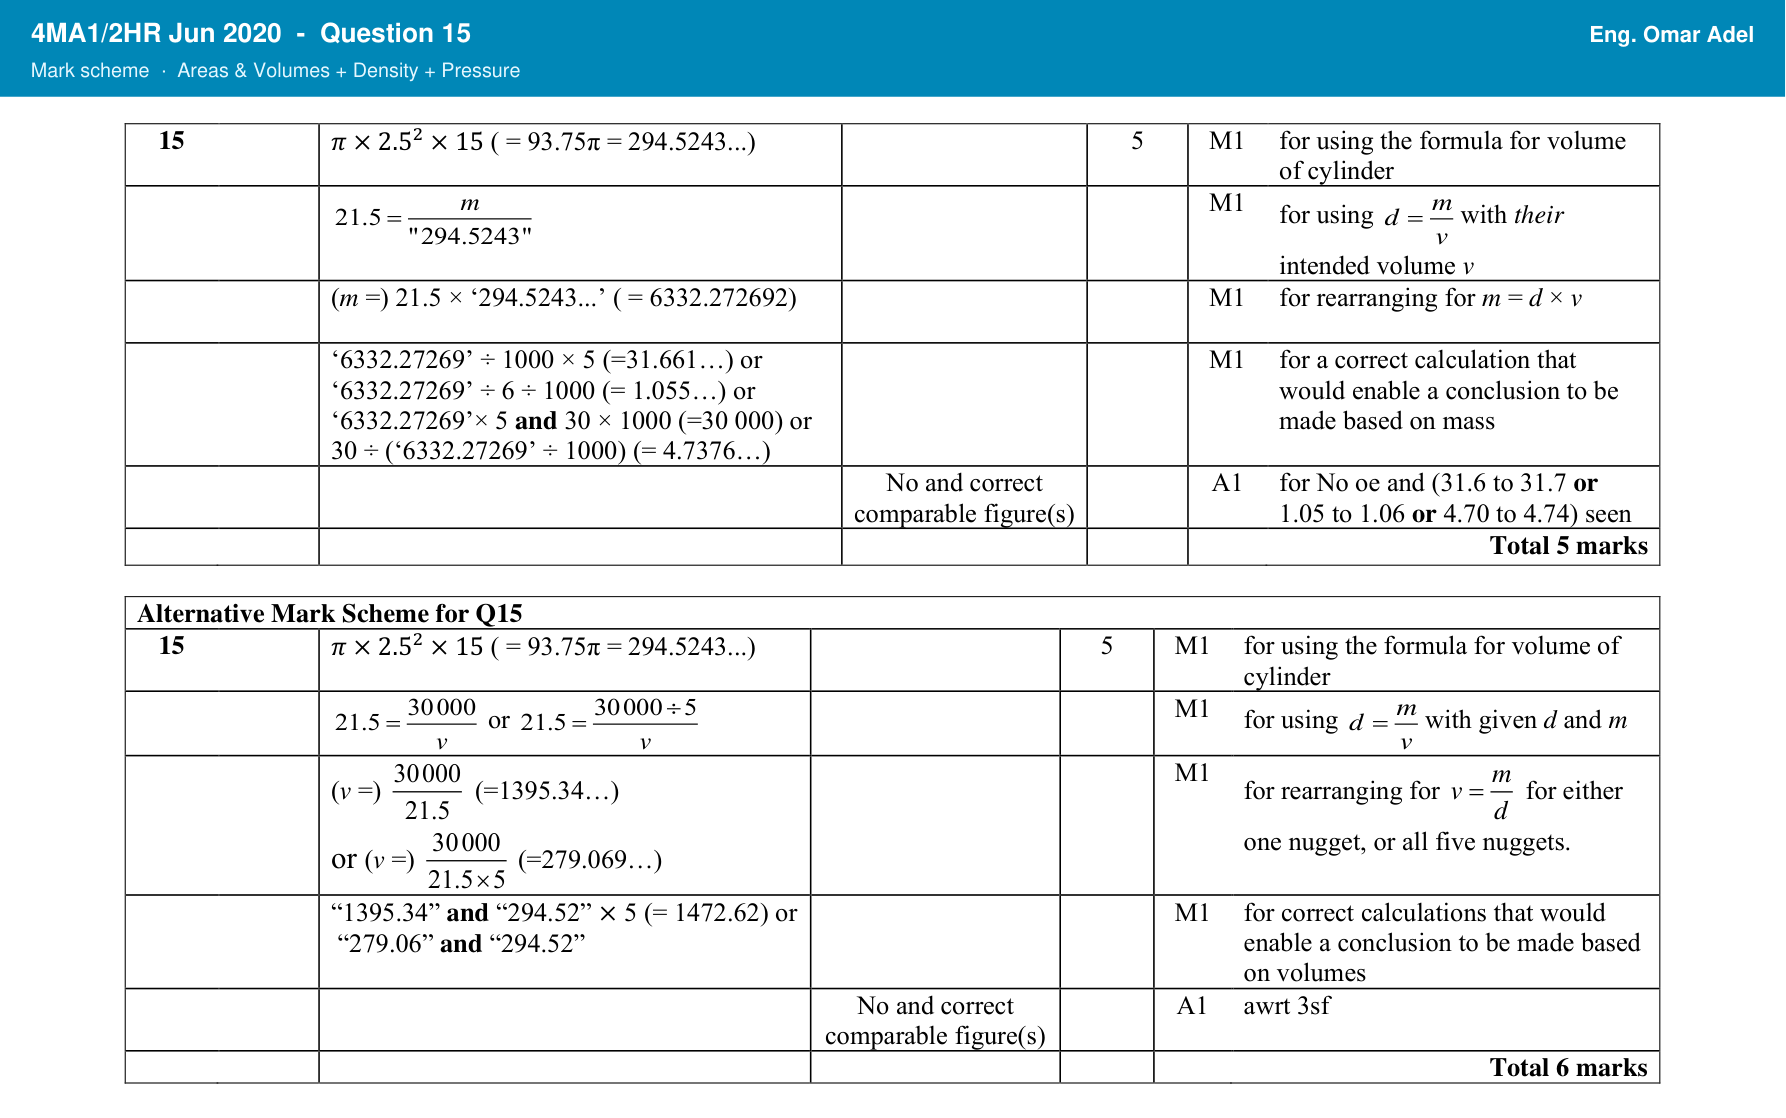 4MA1/2HR Jun 2020 - Question 15
Eng. Omar Adel
Mark scheme · Areas & Volumes + Density + Pressure
15
π × 2.5² × 15 ( = 93.75π = 294.5243...)
5
M1
for using the formula for volume
of cylinder
21.5 = m / "294.5243"
M1
for using d = m / v with their
intended volume v
(m =) 21.5 × ‘294.5243...’ ( = 6332.272692)
M1
for rearranging for m = d × v
‘6332.27269’ ÷ 1000 × 5 (=31.661…) or
‘6332.27269’ ÷ 6 ÷ 1000 (= 1.055…) or
‘6332.27269’× 5 and 30 × 1000 (=30 000) or
30 ÷ (‘6332.27269’ ÷ 1000) (= 4.7376…)
M1
for a correct calculation that
would enable a conclusion to be
made based on mass
No and correct
comparable figure(s)
A1
for No oe and (31.6 to 31.7 or
1.05 to 1.06 or 4.70 to 4.74) seen
Total 5 marks
Alternative Mark Scheme for Q15
15
π × 2.5² × 15 ( = 93.75π = 294.5243...)
5
M1
for using the formula for volume of
cylinder
21.5 = 30000 / v or 21.5 = 30000 ÷ 5 / v
M1
for using d = m / v with given d and m
(v =) 30000 / 21.5 (=1395.34…)
or (v =) 30000 / 21.5×5 (=279.069…)
M1
for rearranging for v = m / d for either
one nugget, or all five nuggets.
“1395.34” and “294.52” × 5 (= 1472.62) or
“279.06” and “294.52”
M1
for correct calculations that would
enable a conclusion to be made based
on volumes
No and correct
comparable figure(s)
A1
awrt 3sf
Total 6 marks